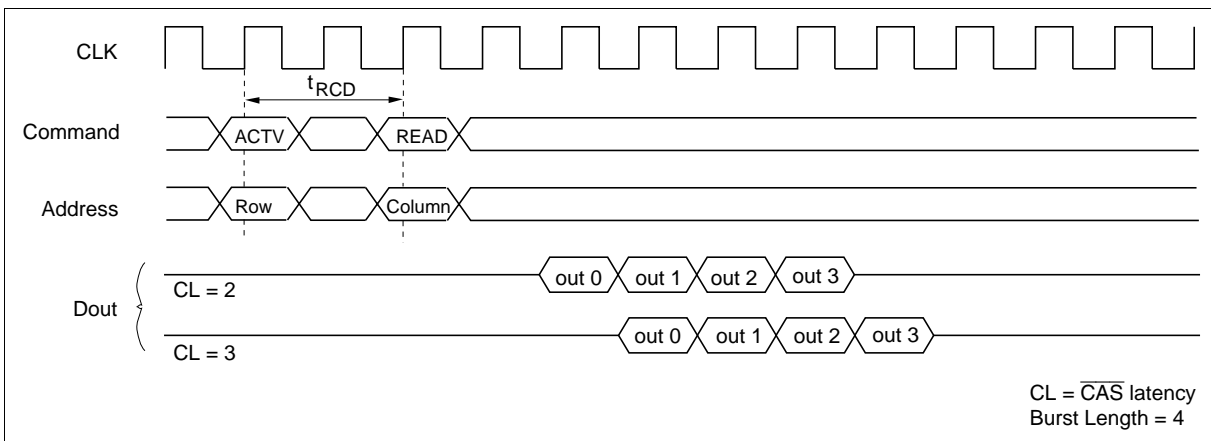 CLK
tRCD
Command
ACTV
READ
Address
Row
Column
Dout
CL = 2
out 0 out 1 out 2 out 3
CL = 3
out 0 out 1 out 2 out 3
CL = C̅A̅S̅ latency
Burst Length = 4